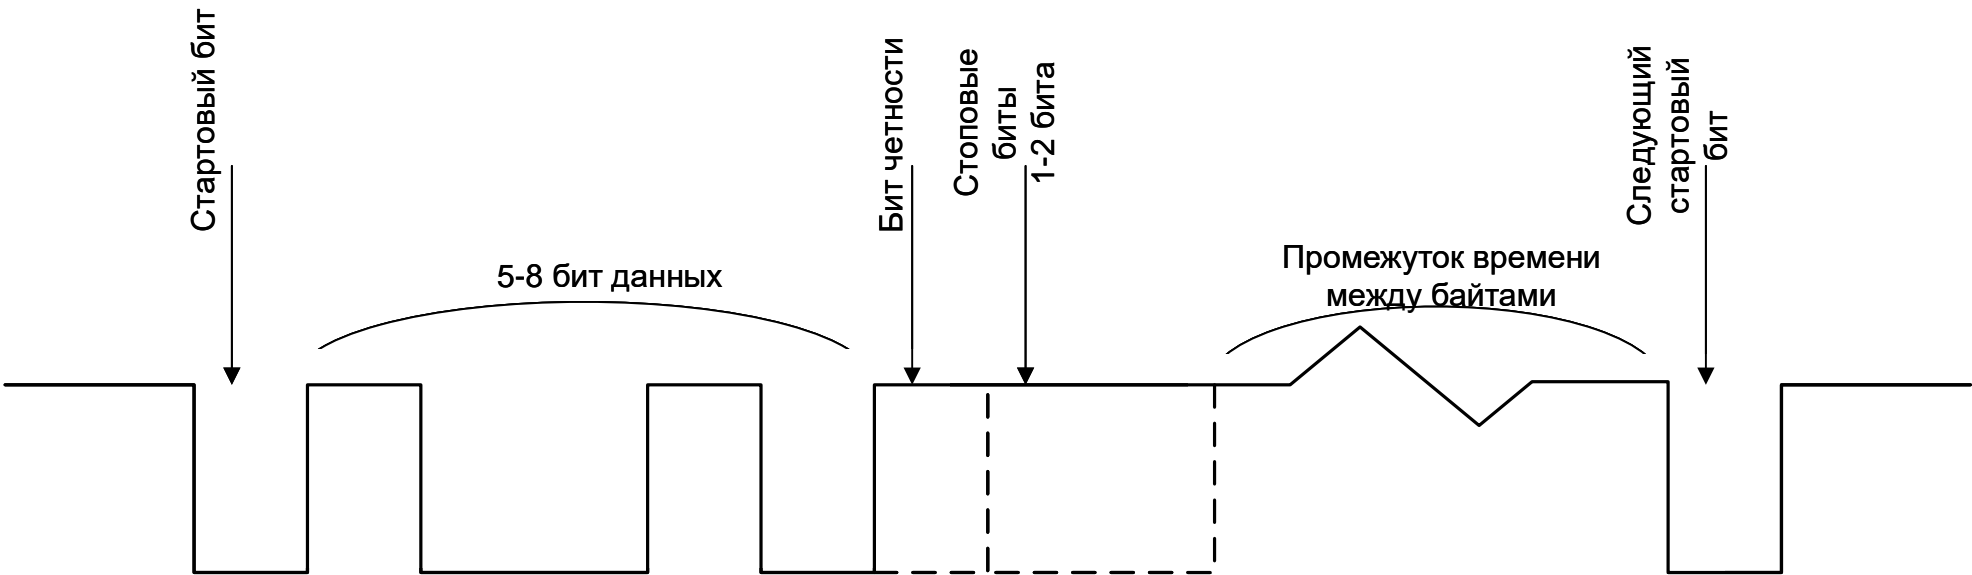 Стартовый бит
5-8 бит данных
Бит четности
Стоповые
биты
1-2 бита
Промежуток времени
между байтами
Следующий
стартовый
бит